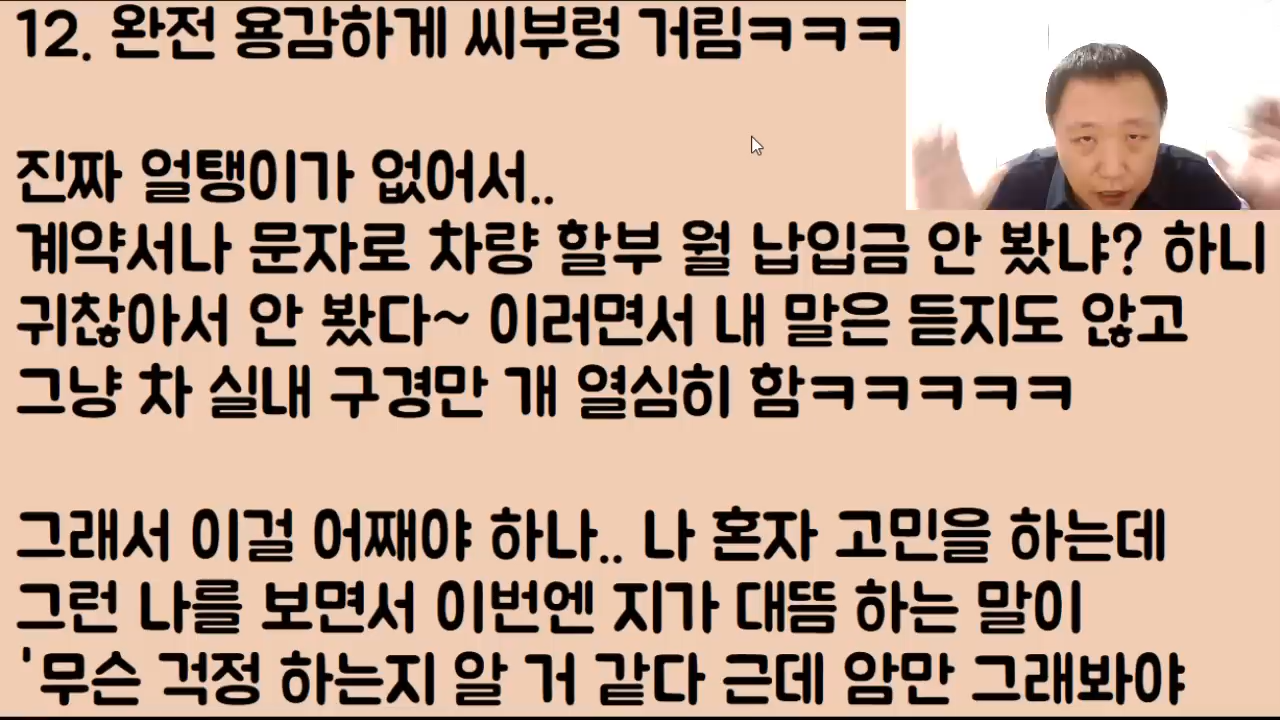 12. 완전 용감하게 씨부렁 거림ㅋㅋㅋ
진짜 얼탱이가 없어서..
계약서나 문자로 차량 할부 월 납입금 안 봤냐? 하니
귀찮아서 안 봤다~ 이러면서 내 말은 듣지도 않고
그냥 차 실내 구경만 개 열심히 함ㅋㅋㅋㅋㅋ
그래서 이걸 어째야 하나.. 나 혼자 고민을 하는데
그런 나를 보면서 이번엔 지가 대뜸 하는 말이
'무슨 걱정 하는지 알 거 같다 근데 암만 그래봐야